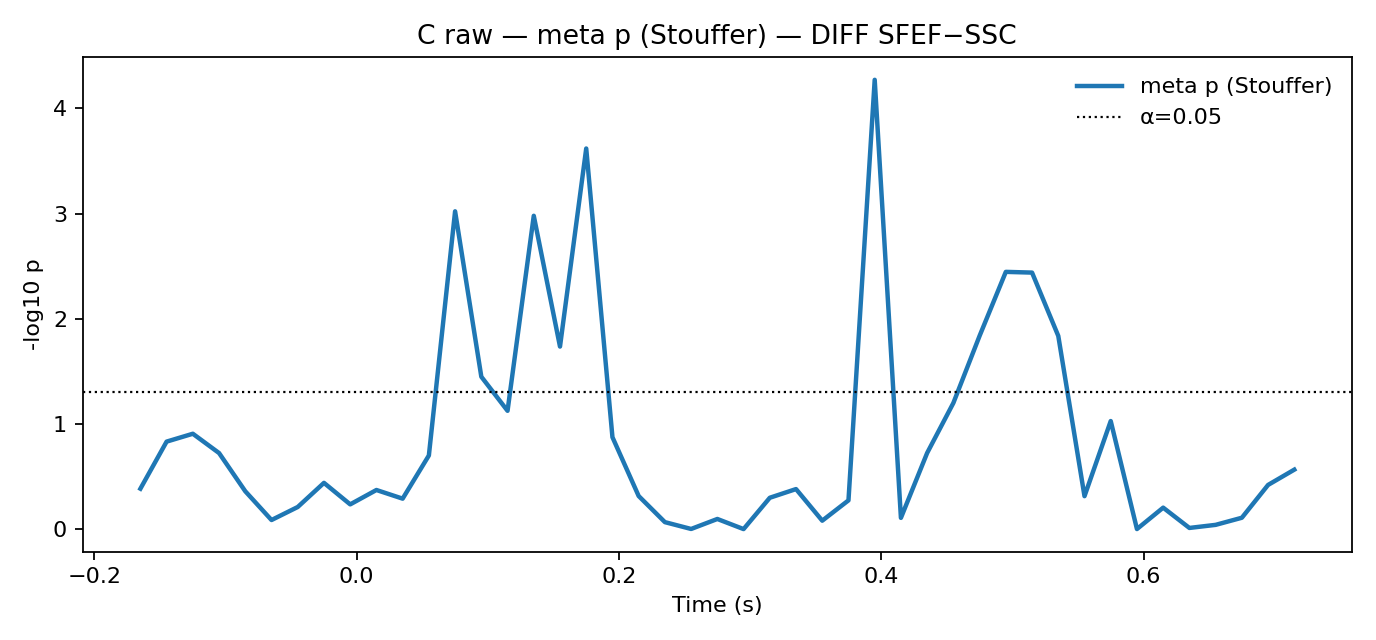 C raw — meta p (Stouffer) — DIFF SFEF−SSC
meta p (Stouffer)
α=0.05
-log10 p
4
3
2
1
0
−0.2
0.0
0.2
0.4
0.6
Time (s)